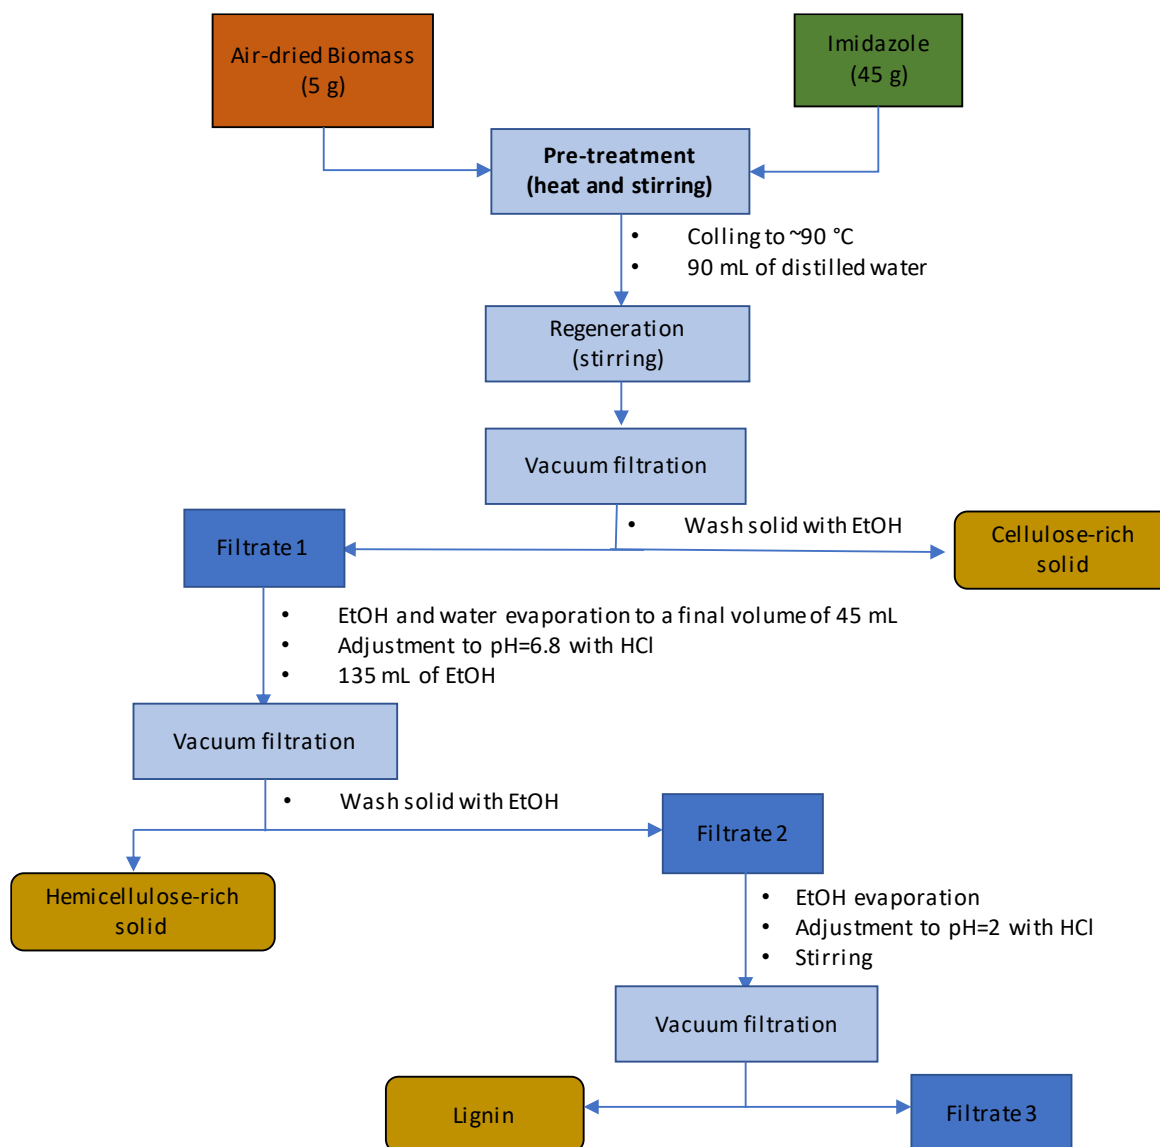 Air-dried Biomass
(5 g)
Imidazole
(45 g)
Pre-treatment
(heat and stirring)
• Colling to ~90 °C
• 90 mL of distilled water
Regeneration
(stirring)
Vacuum filtration
• Wash solid with EtOH
Filtrate 1
Cellulose-rich
solid
• EtOH and water evaporation to a final volume of 45 mL
• Adjustment to pH=6.8 with HCl
• 135 mL of EtOH
Vacuum filtration
• Wash solid with EtOH
Filtrate 2
Hemicellulose-rich
solid
• EtOH evaporation
• Adjustment to pH=2 with HCl
• Stirring
Vacuum filtration
Lignin
Filtrate 3